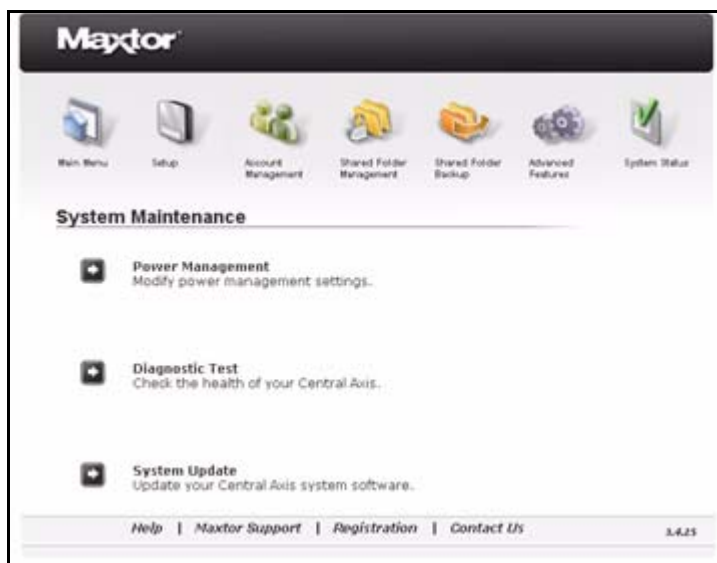 Maxtor
Main Menu
Setup
Account
Management
Shared Folder
Management
Shared Folder
Backup
Advanced
Features
System Status
System Maintenance
Power Management
Modify power management settings.
Diagnostic Test
Check the health of your Central Axis.
System Update
Update your Central Axis system software.
Help | Maxtor Support | Registration | Contact Us
3.4.25